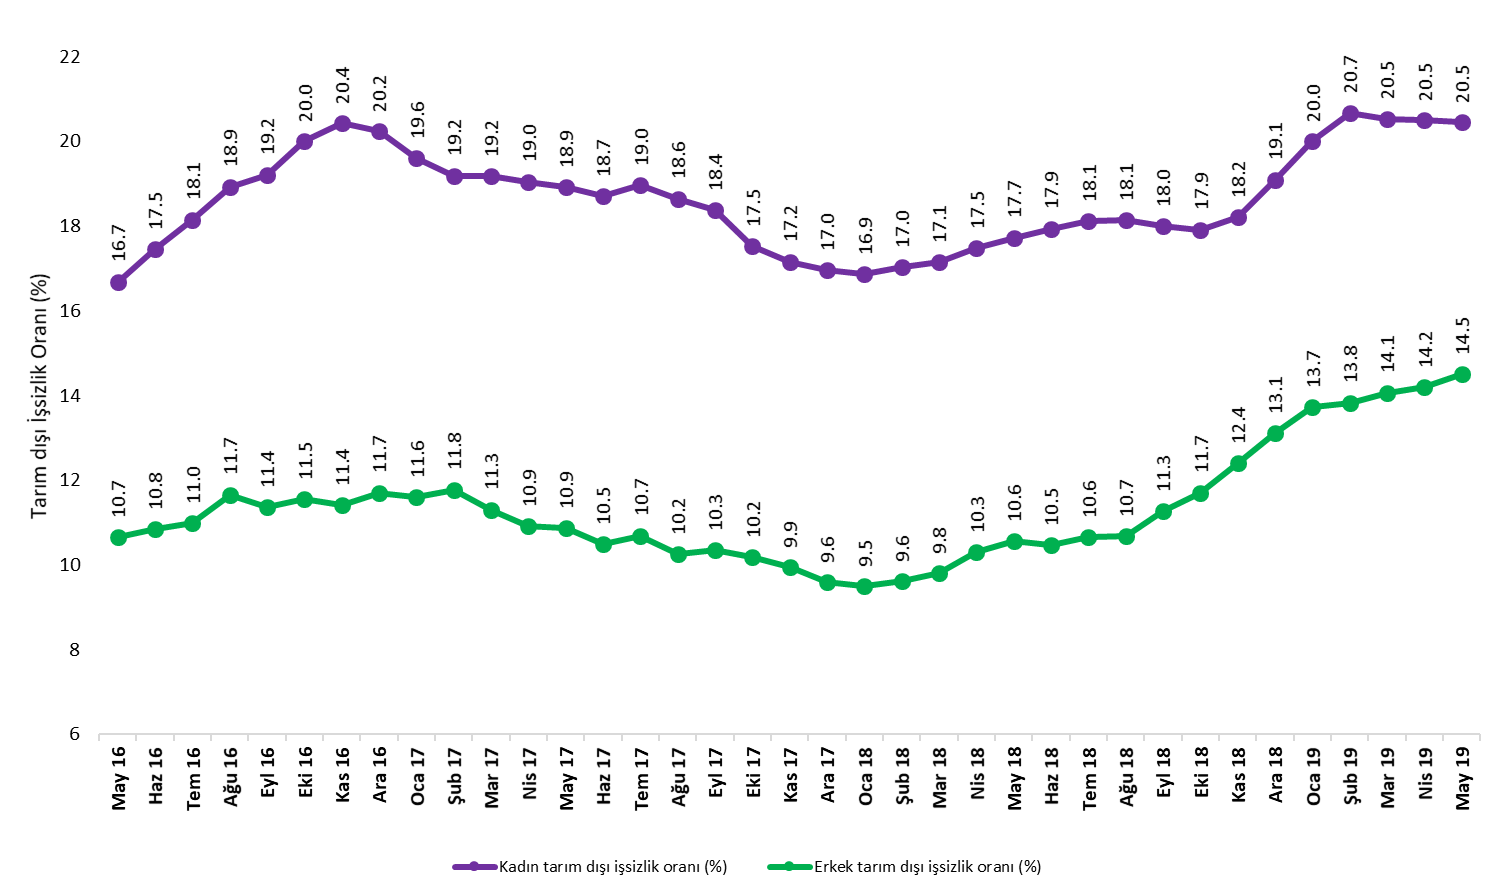 Tarım dışı İşsizlik Oranı (%)
22
20
18
16
14
12
10
8
6
16.7 17.5 18.1 18.9 19.2 20.0 20.4 20.2 19.6 19.2 19.2 19.0 18.9 18.7 19.0 18.6 18.4 17.5 17.2 17.0 16.9 17.0 17.1 17.5 17.7 17.9 18.1 18.1 18.0 17.9 18.2 19.1 20.0 20.7 20.5 20.5 20.5
10.7 10.8 11.0 11.7 11.4 11.5 11.4 11.7 11.6 11.8 11.3 10.9 10.9 10.5 10.7 10.2 10.3 10.2 9.9 9.6 9.5 9.6 9.8 10.3 10.6 10.5 10.6 10.7 11.3 11.7 12.4 13.1 13.7 13.8 14.1 14.2 14.5
May 16 Haz 16 Tem 16 Ağu 16 Eyl 16 Eki 16 Kas 16 Ara 16 Oca 17 Şub 17 Mar 17 Nis 17 May 17 Haz 17 Tem 17 Ağu 17 Eyl 17 Eki 17 Kas 17 Ara 17 Oca 18 Şub 18 Mar 18 Nis 18 May 18 Haz 18 Tem 18 Ağu 18 Eyl 18 Eki 18 Kas 18 Ara 18 Oca 19 Şub 19 Mar 19 Nis 19 May 19
Kadın tarım dışı işsizlik oranı (%) Erkek tarım dışı işsizlik oranı (%)